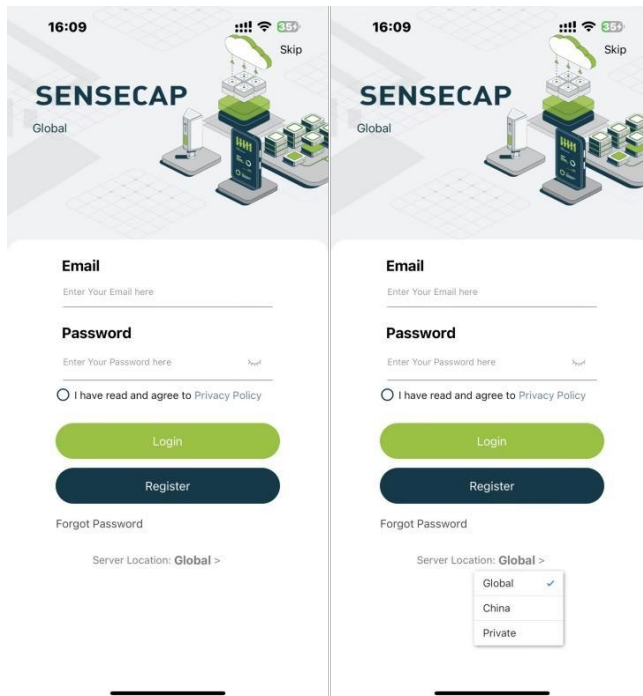 16:09
35
Skip
SENSECAP
Global
Email
Enter Your Email here
Password
Enter Your Password here
I have read and agree to Privacy Policy
Login
Register
Forgot Password
Server Location: Global >
16:09
35
Skip
SENSECAP
Global
Email
Enter Your Email here
Password
Enter Your Password here
I have read and agree to Privacy Policy
Login
Register
Forgot Password
Server Location: Global >
Global
China
Private